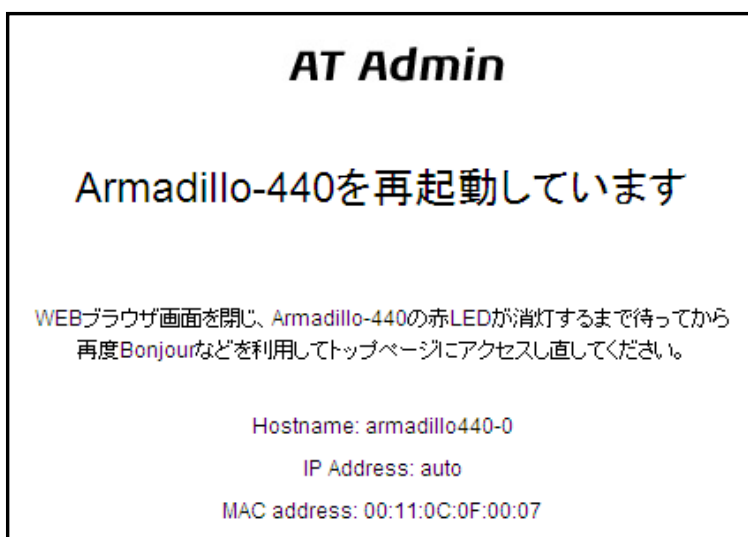 AT Admin
Armadillo-440を再起動しています
WEBブラウザ画面を閉じ、Armadillo-440の赤LEDが消灯するまで待ってから
再度Bonjourなどを利用してトップページにアクセスし直してください。
Hostname: armadillo440-0
IP Address: auto
MAC address: 00:11:0C:0F:00:07